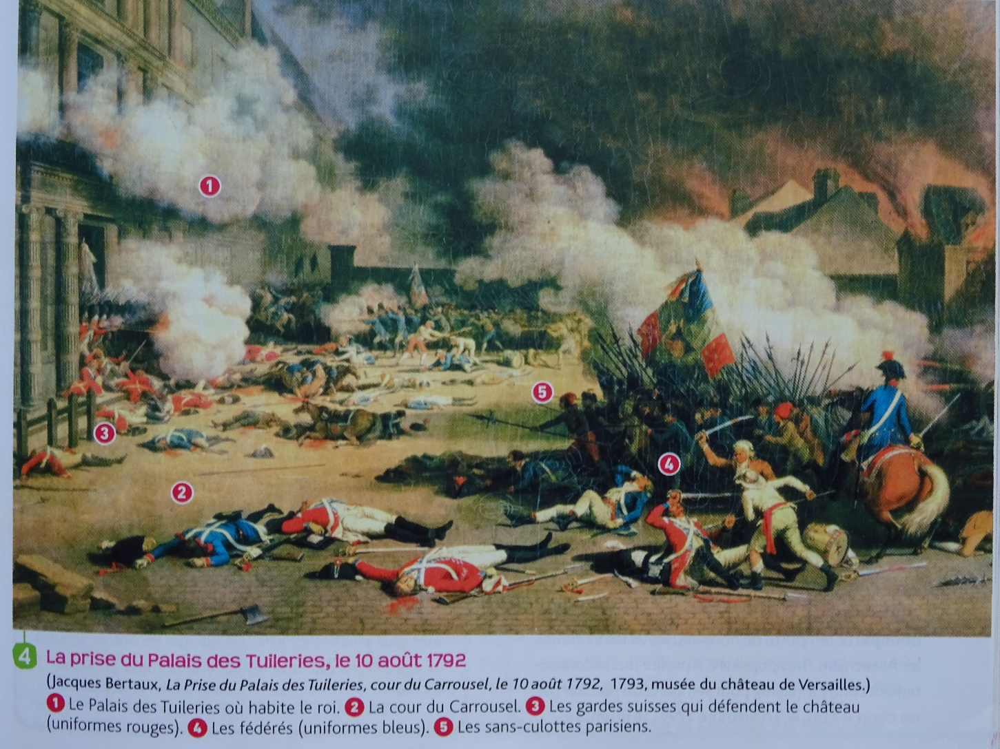 1
5
3
4
2
4 La prise du Palais des Tuileries, le 10 août 1792
(Jacques Bertaux, La Prise du Palais des Tuileries, cour du Carrousel, le 10 août 1792, 1793, musée du château de Versailles.)
1 Le Palais des Tuileries où habite le roi. 2 La cour du Carrousel. 3 Les gardes suisses qui défendent le château
(uniformes rouges). 4 Les fédérés (uniformes bleus). 5 Les sans-culottes parisiens.